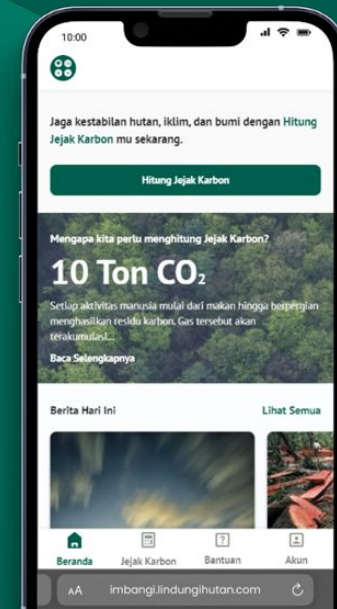 10:00
Jaga kestabilan hutan, iklim, dan bumi dengan Hitung
Jejak Karbon mu sekarang.
Hitung Jejak Karbon
Mengapa kita perlu menghitung Jejak Karbon?
10 Ton CO₂
Setiap aktivitas manusia mulai dari makan hingga berpergian
menghasilkan residu karbon. Gas tersebut akan
terakumulasi...
Baca Selengkapnya
Berita Hari Ini
Lihat Semua
Beranda
Jejak Karbon
Bantuan
Akun
AA
imbangi.lindungihutan.com